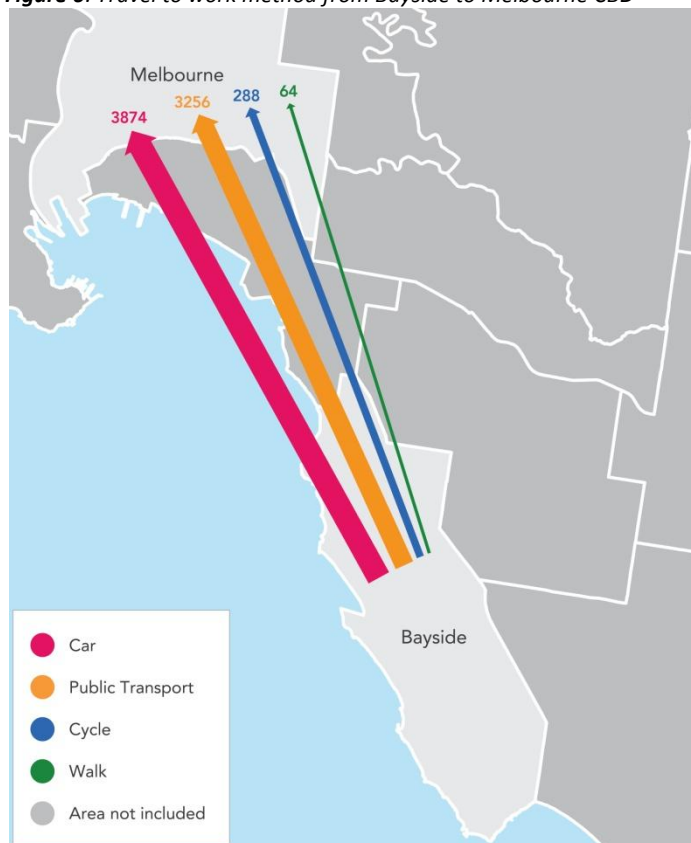 Travel to work method from Bayside to Melbourne CBD
Melbourne
3874
3256
288
64
Bayside
Car
Public Transport
Cycle
Walk
Area not included